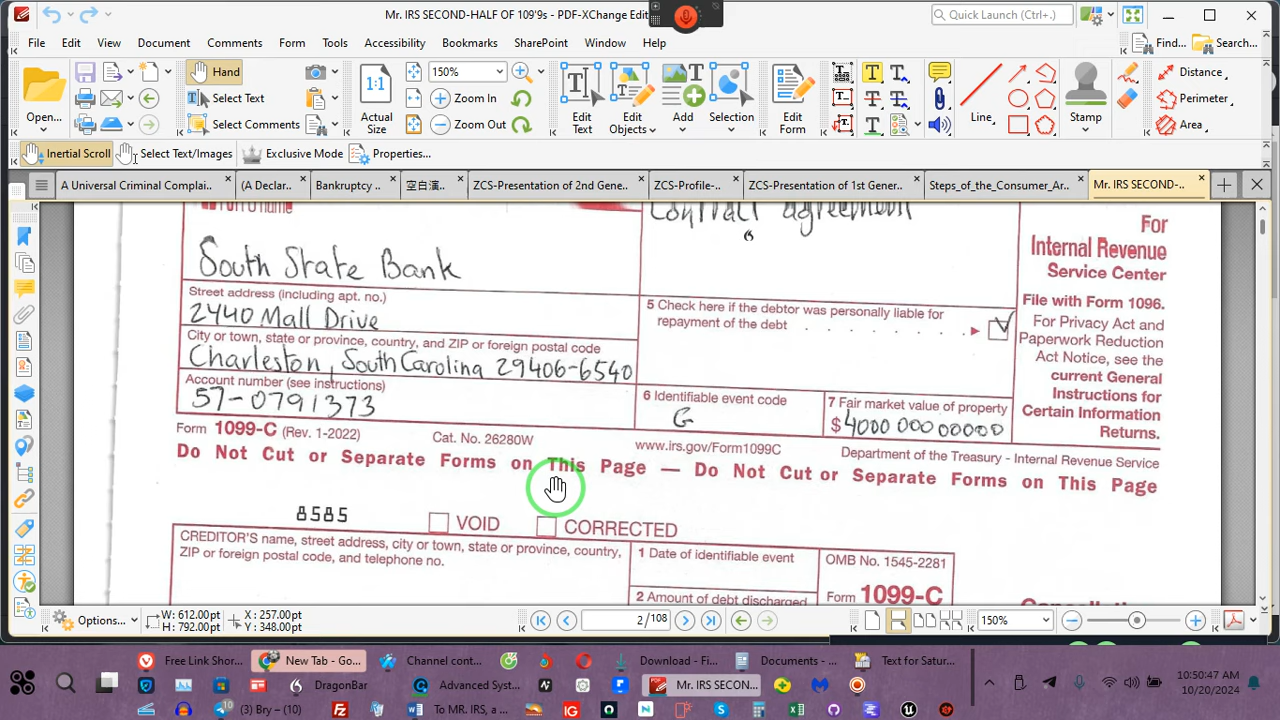 Mr. IRS SECOND-HALF OF 109'9s - PDF-XChange Edit
Quick Launch (Ctrl+.)
File Edit View Document Comments Form Tools Accessibility Bookmarks SharePoint Window Help
Find... Search...
Open...
Hand
Select Text
Select Comments
1:1
Actual Size
150%
Zoom In
Zoom Out
Edit Text
Edit Objects
Add
Selection
Edit Form
Line
Stamp
Distance
Perimeter
Area
Inertial Scroll Select Text/Images Exclusive Mode Properties...
A Universal Criminal Complai... (A Declar... Bankruptcy ... 空白演... ZCS-Presentation of 2nd Gene... ZCS-Profile-... ZCS-Presentation of 1st Gener... Steps_of_the_Consumer_Ar... Mr. IRS SECOND-...
Contract agreement
South State Bank
Street address (including apt. no.)
2440 Mall Drive
City or town, state or province, country, and ZIP or foreign postal code
Charleston, South Carolina 29406-6540
Account number (see instructions)
57-0791373
5 Check here if the debtor was personally liable for
repayment of the debt
6 Identifiable event code
G
7 Fair market value of property
$4000 000 00000
For
Internal Revenue
Service Center
File with Form 1096.
For Privacy Act and
Paperwork Reduction
Act Notice, see the
current General
Instructions for
Certain Information
Returns.
Form 1099-C (Rev. 1-2022) Cat. No. 26280W www.irs.gov/Form1099C Department of the Treasury - Internal Revenue Service
Do Not Cut or Separate Forms on This Page — Do Not Cut or Separate Forms on This Page
8585 VOID CORRECTED
CREDITOR'S name, street address, city or town, state or province, country,
ZIP or foreign postal code, and telephone no.
1 Date of identifiable event
2 Amount of debt discharged
OMB No. 1545-2281
Form 1099-C
Options... W: 612.00pt X: 257.00pt 2 / 108 150%
H: 792.00pt Y: 348.00pt
Free Link Shor... New Tab - Go... Channel cont... Download - Fi... Documents -... Text for Satur...
DragonBar Advanced Sys... Mr. IRS SECO...
(3) Bry – (50... To MR. IRS, a ...
10:50:47 AM
10/20/2024